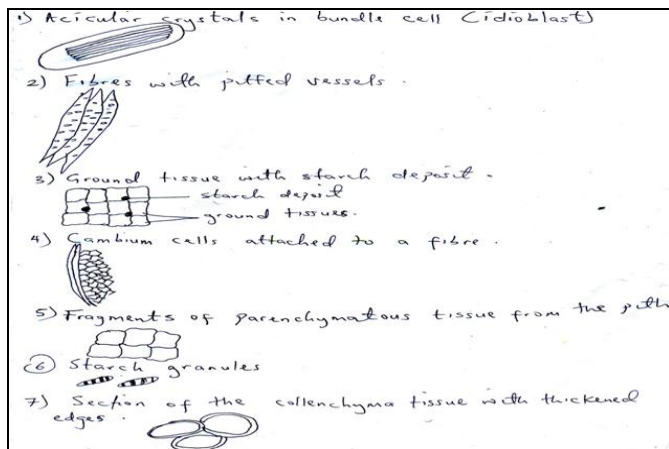 1) Acicular crystals in bundle cell (idioblast)
2) Fibres with pitted vessels.
3) Ground tissue with starch deposit.
starch deposit
ground tissues.
4) Cambium cells attached to a fibre.
5) Fragments of parenchymatous tissue from the pith
6 Starch granules
7) Section of the collenchyma tissue with thickened
edges.